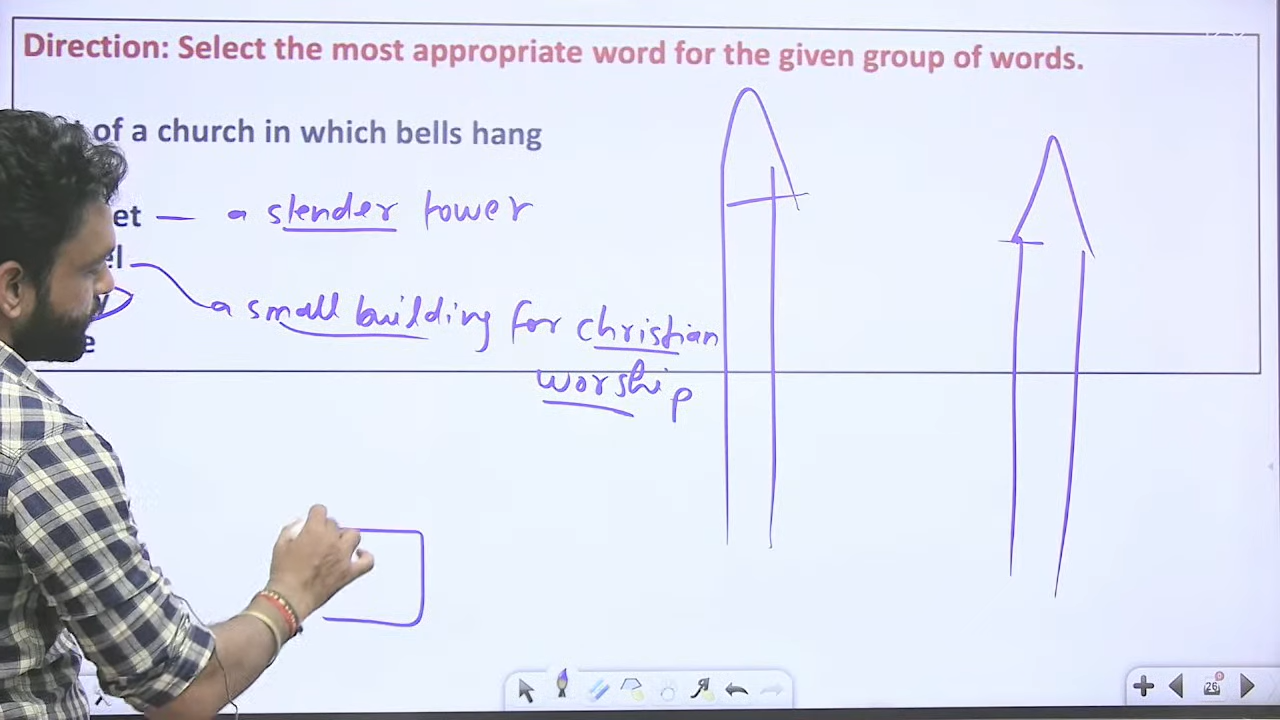 Direction: Select the most appropriate word for the given group of words.
of a church in which bells hang
et — a slender tower
el
a small building for christian
worship
e
26